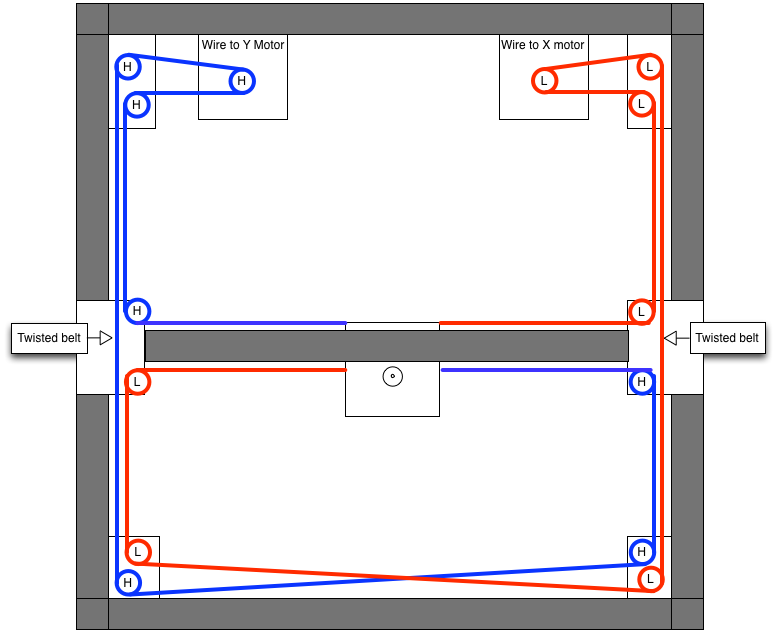 Wire to Y Motor
Wire to X motor
H
H
L
L
H
L
H
L
Twisted belt
Twisted belt
L
H
L
H
H
L